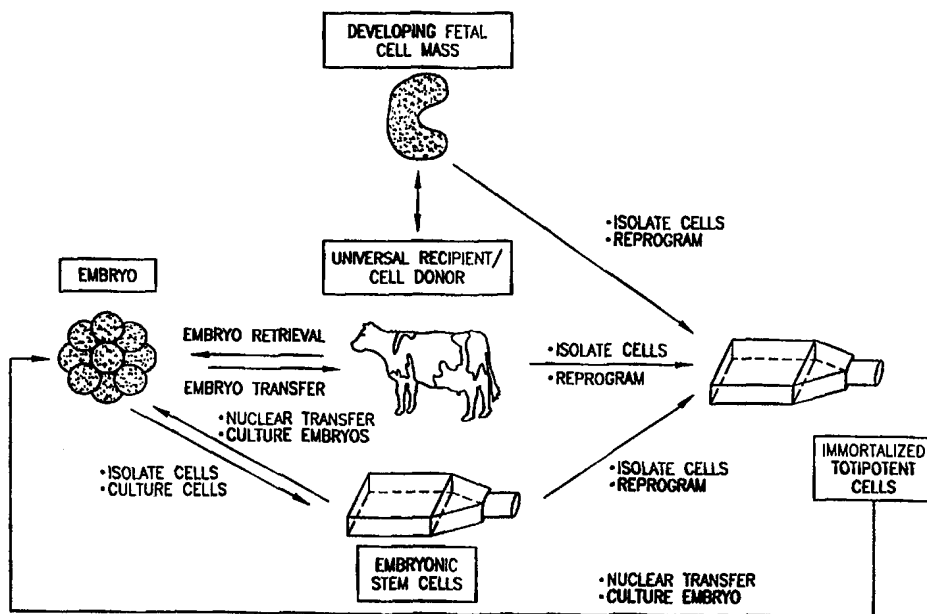 DEVELOPING FETAL
CELL MASS
•ISOLATE CELLS
•REPROGRAM
UNIVERSAL RECIPIENT/
CELL DONOR
EMBRYO
EMBRYO RETRIEVAL
EMBRYO TRANSFER
•ISOLATE CELLS
•REPROGRAM
•NUCLEAR TRANSFER
•CULTURE EMBRYOS
•ISOLATE CELLS
•CULTURE CELLS
•ISOLATE CELLS
•REPROGRAM
IMMORTALIZED
TOTIPOTENT
CELLS
EMBRYONIC
STEM CELLS
•NUCLEAR TRANSFER
•CULTURE EMBRYO